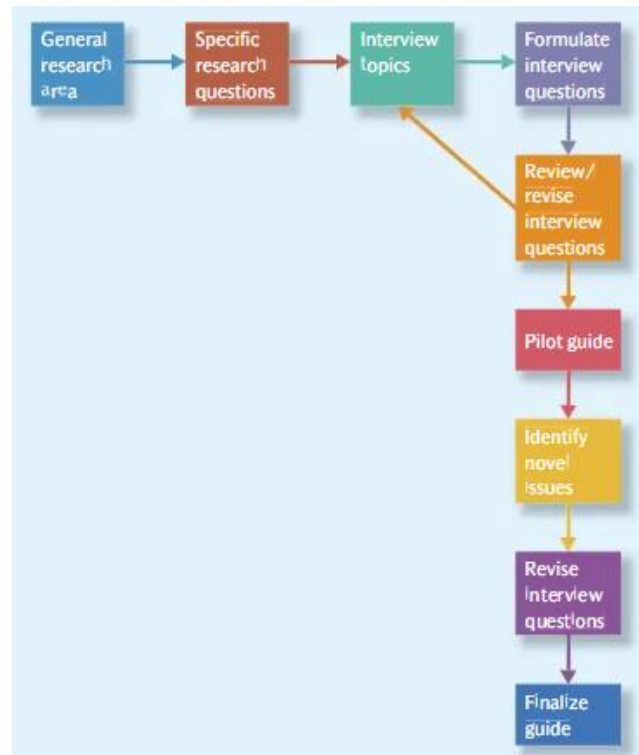 General
research
area
Specific
research
questions
Interview
topics
Formulate
interview
questions
Review/
revise
interview
questions
Pilot guide
Identify
novel
issues
Revise
interview
questions
Finalize
guide